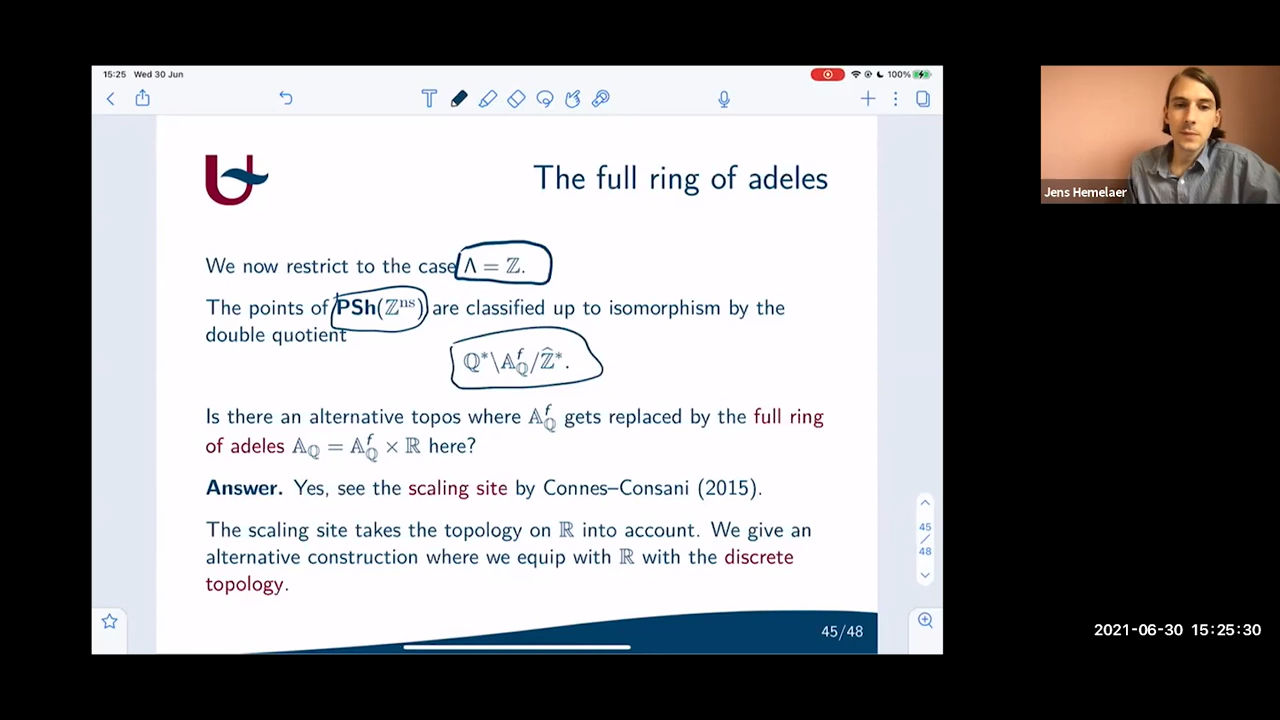 15:25 Wed 30 Jun
100%
The full ring of adeles
We now restrict to the case Λ = ℤ.
The points of PSh(ℤⁿˢ) are classified up to isomorphism by the
double quotient
ℚ*\𝔸_ℚ^f/ẑ*.
Is there an alternative topos where 𝔸_ℚ^f gets replaced by the full ring
of adeles 𝔸_ℚ = 𝔸_ℚ^f × ℝ here?
Answer. Yes, see the scaling site by Connes–Consani (2015).
The scaling site takes the topology on ℝ into account. We give an
alternative construction where we equip with ℝ with the discrete
topology.
45/48
45
/
48
Jens Hemelaer
2021-06-30 15:25:30